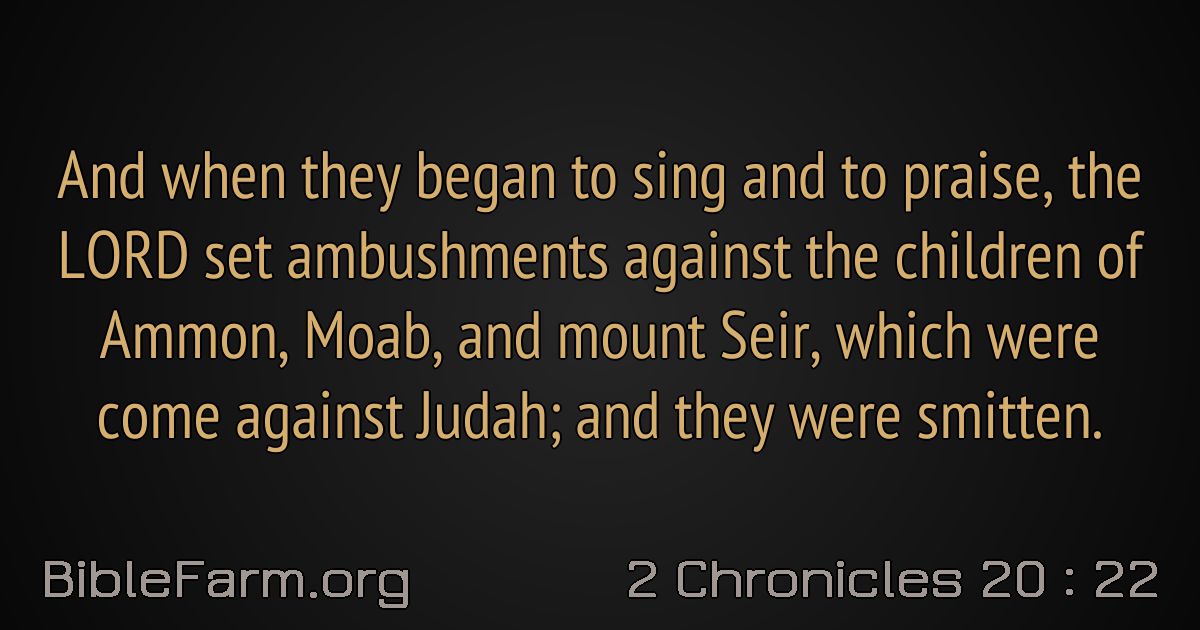 And when they began to sing and to praise, the
LORD set ambushments against the children of
Ammon, Moab, and mount Seir, which were
come against Judah; and they were smitten.
BibleFarm.org
2 Chronicles 20 : 22